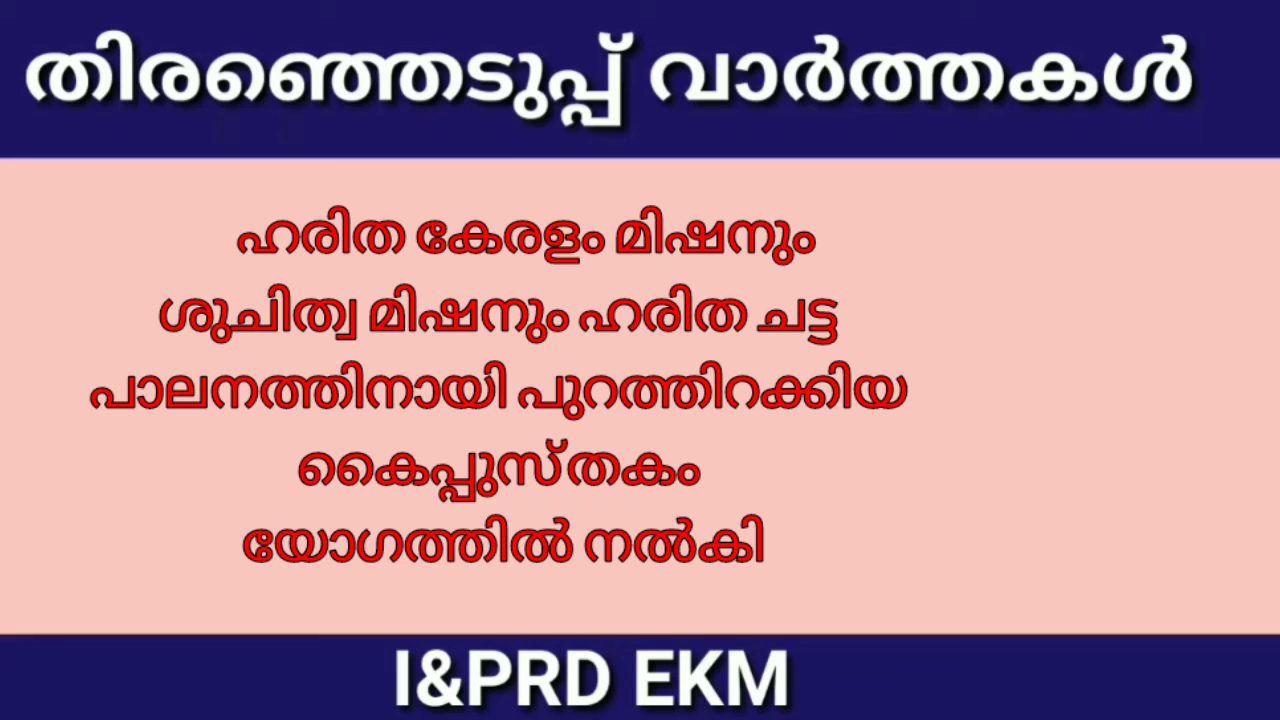 തിരഞ്ഞെടുപ്പ് വാർത്തകൾ
ഹരിത കേരളം മിഷനും
ശുചിത്വ മിഷനും ഹരിത ചട്ട
പാലനത്തിനായി പുറത്തിറക്കിയ
കൈപ്പുസ്തകം
യോഗത്തിൽ നൽകി
I&PRD EKM